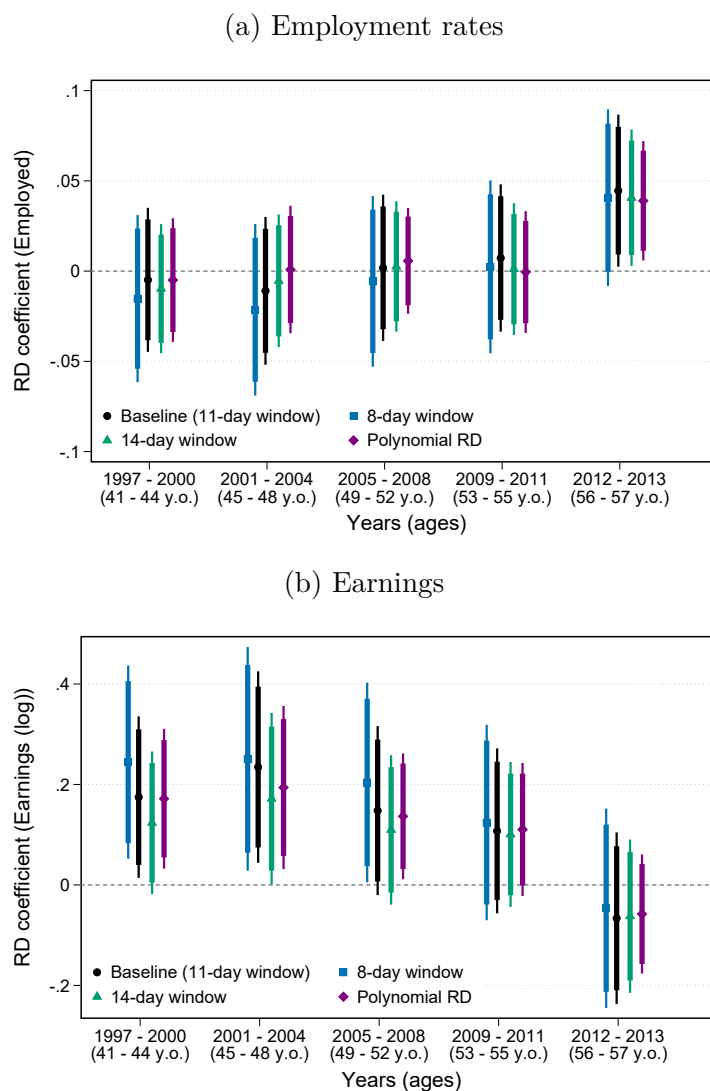 (a) Employment rates
.1
.05
0
-.05
-.1
RD coefficient (Employed)
Baseline (11-day window)
8-day window
14-day window
Polynomial RD
1997 - 2000 2001 - 2004 2005 - 2008 2009 - 2011 2012 - 2013
(41 - 44 y.o.) (45 - 48 y.o.) (49 - 52 y.o.) (53 - 55 y.o.) (56 - 57 y.o.)
Years (ages)
(b) Earnings
.4
.2
0
-.2
RD coefficient (Earnings (log))
Baseline (11-day window)
8-day window
14-day window
Polynomial RD
1997 - 2000 2001 - 2004 2005 - 2008 2009 - 2011 2012 - 2013
(41 - 44 y.o.) (45 - 48 y.o.) (49 - 52 y.o.) (53 - 55 y.o.) (56 - 57 y.o.)
Years (ages)